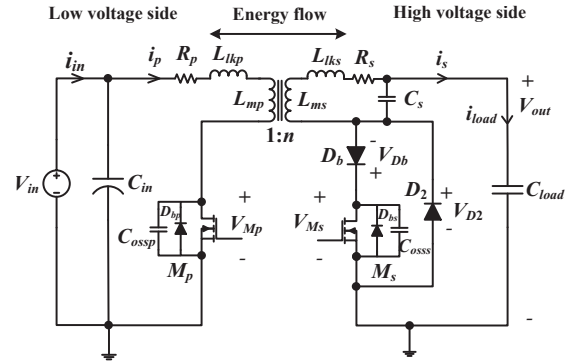 Low voltage side
Energy flow
High voltage side
i_in
i_p
R_p
L_lkp
L_lks
R_s
i_s
+
V_out
-
L_mp
L_ms
1:n
C_s
i_load
V_in
+
-
C_in
D_b
-
V_Db
+
D_2
+
V_D2
-
C_load
D_bp
C_ossp
M_p
+
V_Mp
-
+
V_Ms
-
D_bs
C_osss
M_s